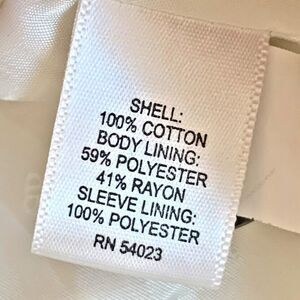 SHELL:
100% COTTON
BODY LINING:
59% POLYESTER
41% RAYON
SLEEVE LINING:
100% POLYESTER
RN 54023